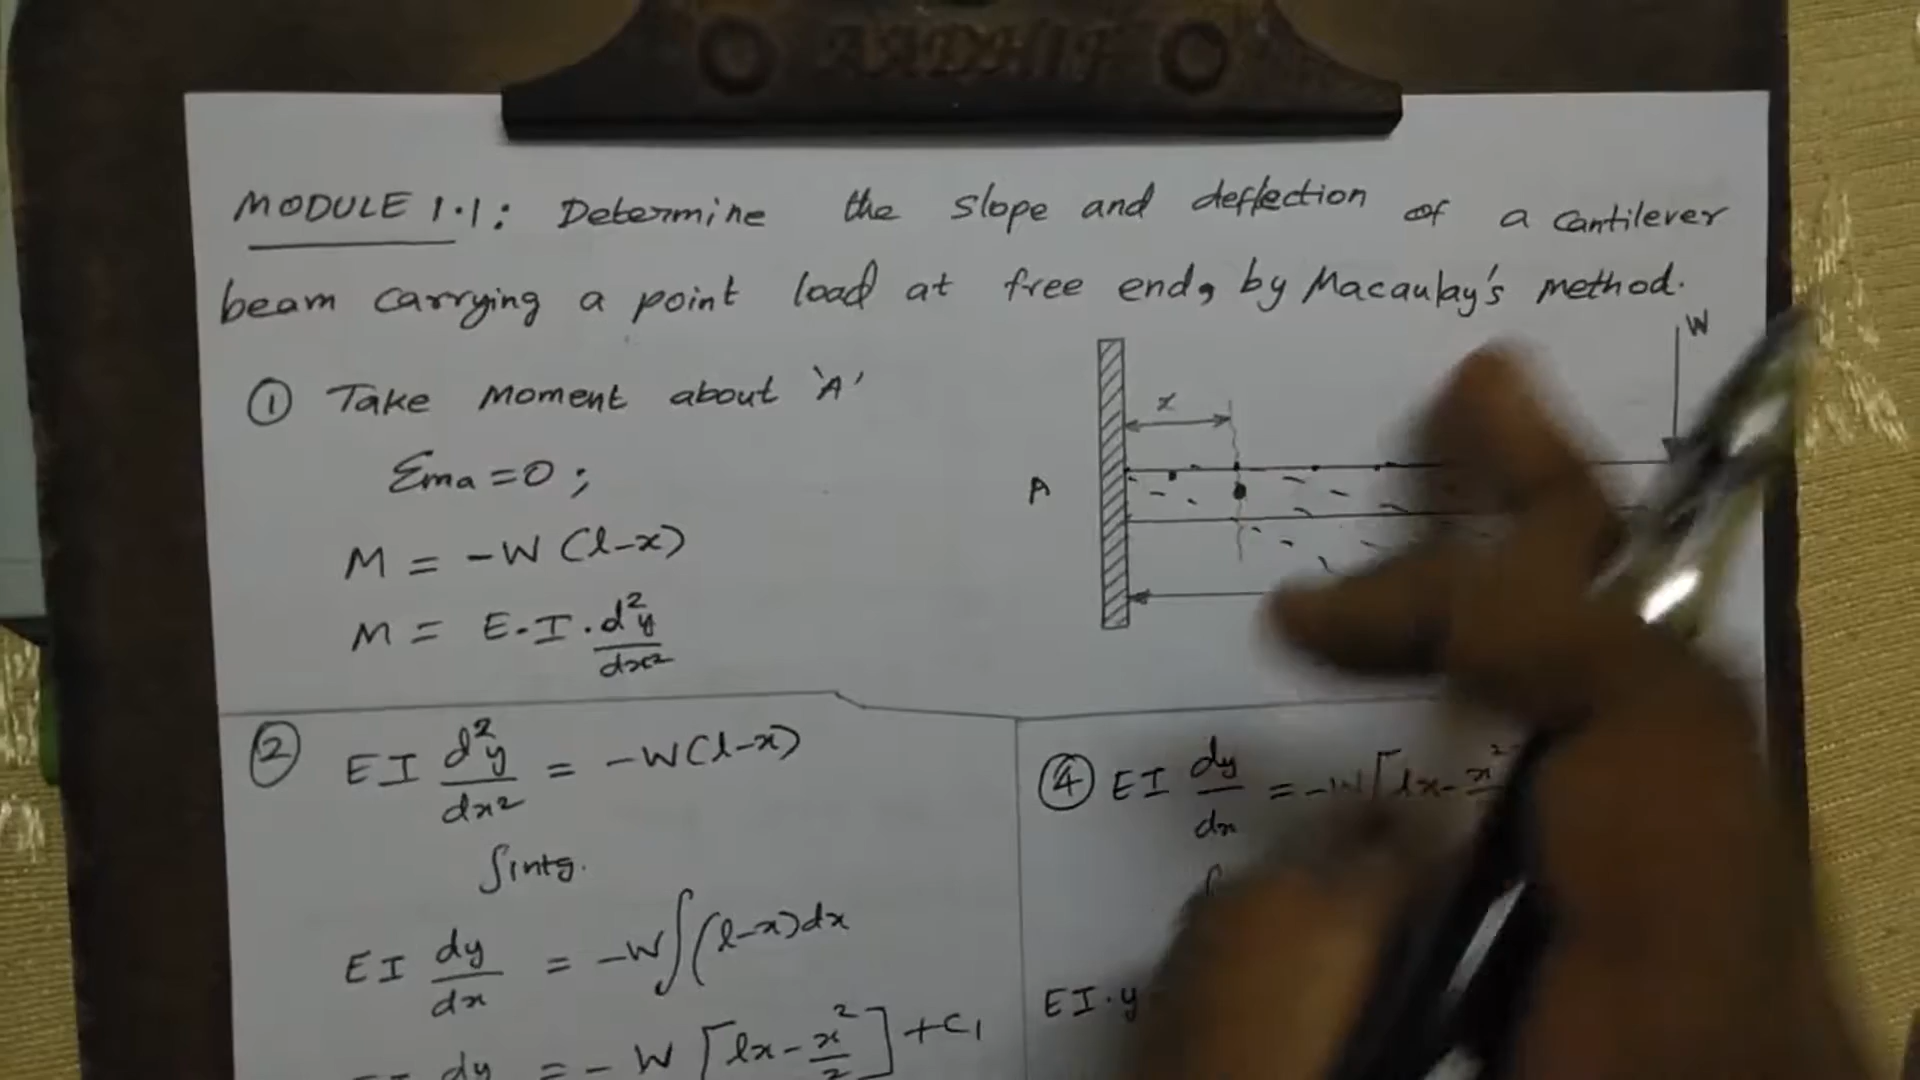 MODULE 1.1: Determine the slope and deflection of a cantilever
beam carrying a point load at free end, by Macaulay's method.
① Take Moment about 'A'
Σma = 0 ;
M = -W (l-x)
M = E.I. d²y/dx²
x
W
A
② EI d²y/dx² = -W(l-x)
∫intg.
EI dy/dx = -W∫(l-x)dx
dy = -W [lx - x²/2] + C₁
④ EI dy/dx = -W[lx - x²
EI.y